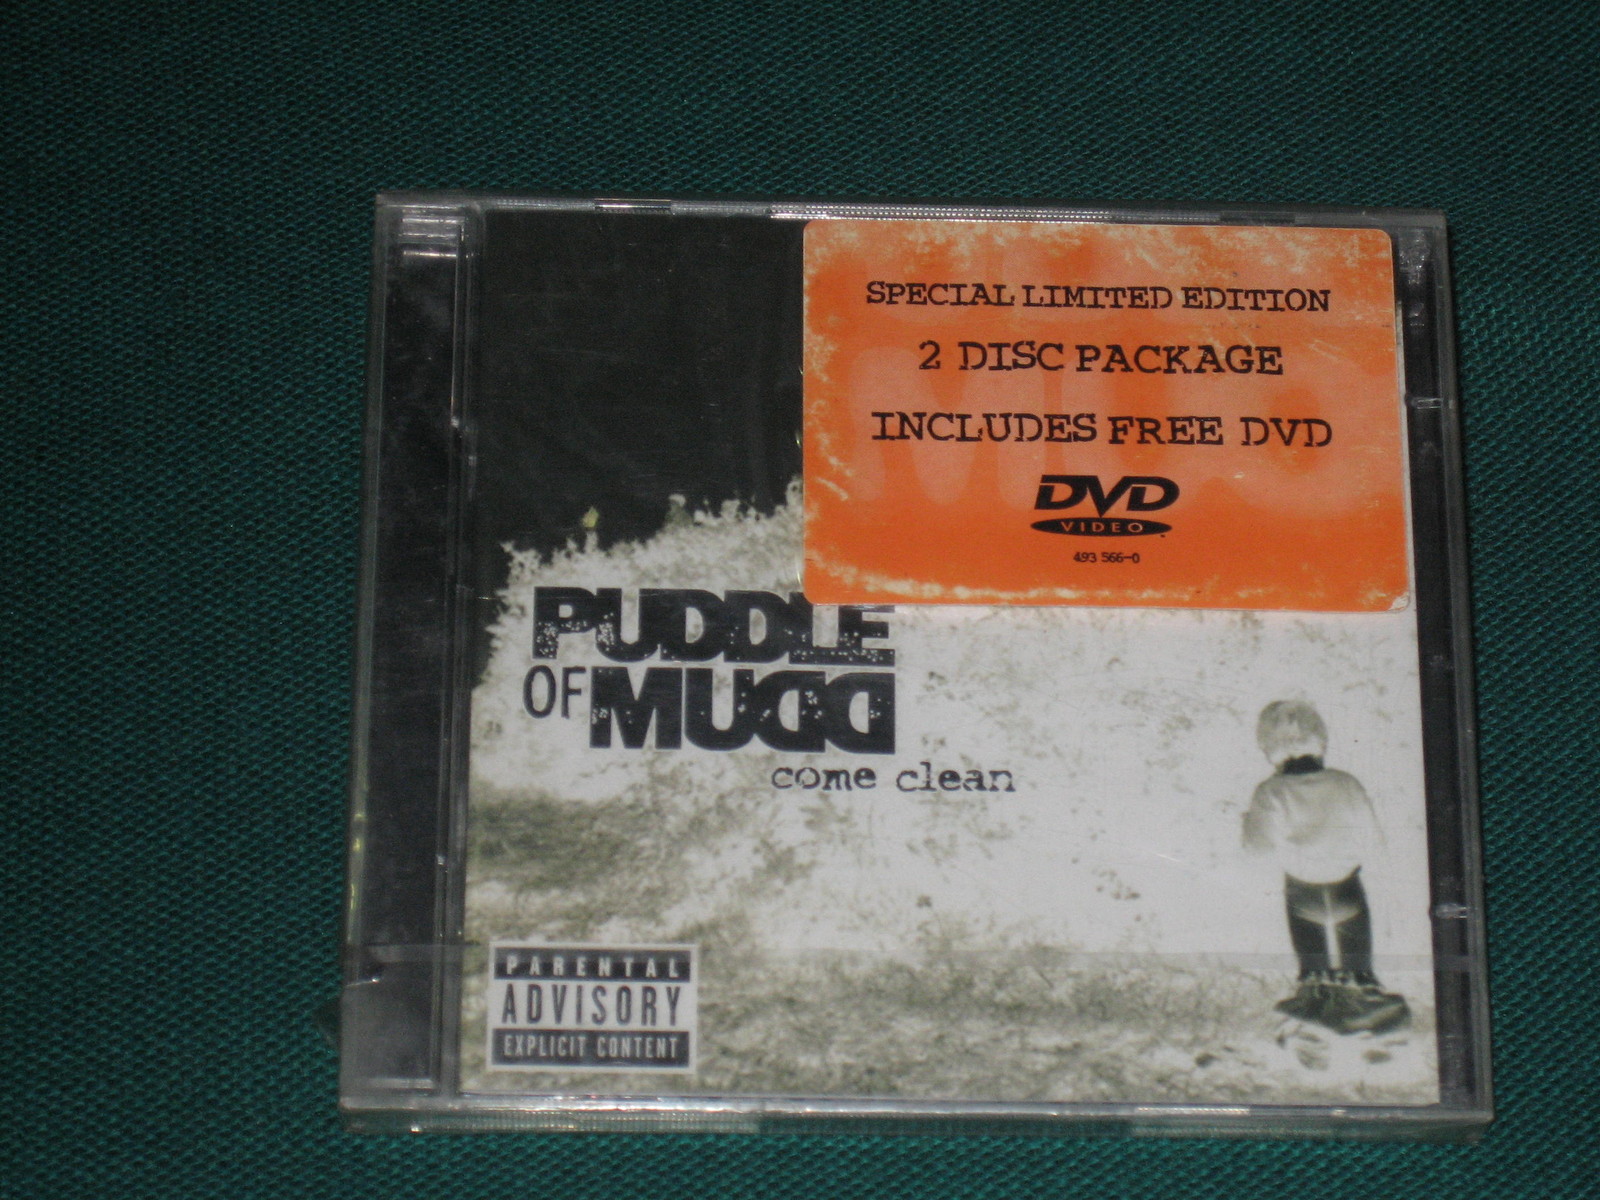 SPECIAL LIMITED EDITION
2 DISC PACKAGE
INCLUDES FREE DVD
DVD
VIDEO
493 566-0
PUDDLE
OF MUDD
come clean
PARENTAL
ADVISORY
EXPLICIT CONTENT